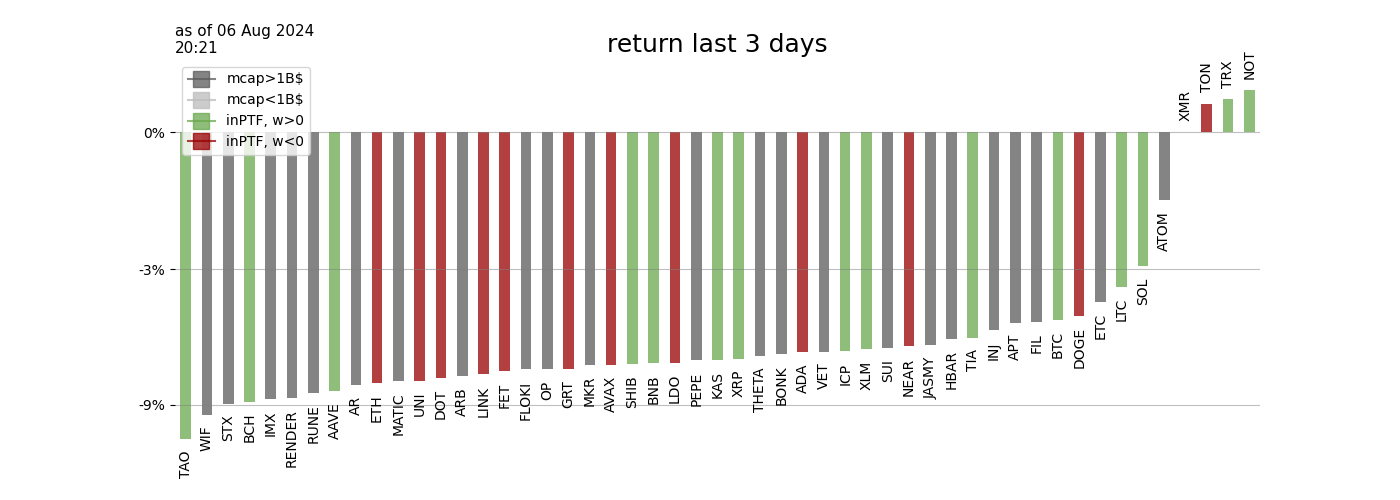 as of 06 Aug 2024
20:21
return last 3 days
mcap>1B$
mcap<1B$
inPTF, w>0
inPTF, w<0
0%
-3%
-9%
TAO
WIF
STX
BCH
IMX
RENDER
RUNE
AAVE
AR
ETH
MATIC
UNI
DOT
ARB
LINK
FET
FLOKI
OP
GRT
MKR
AVAX
SHIB
BNB
LDO
PEPE
KAS
XRP
THETA
BONK
ADA
VET
ICP
XLM
SUI
NEAR
JASMY
HBAR
TIA
INJ
APT
FIL
BTC
DOGE
ETC
LTC
SOL
ATOM
XMR
TON
TRX
NOT